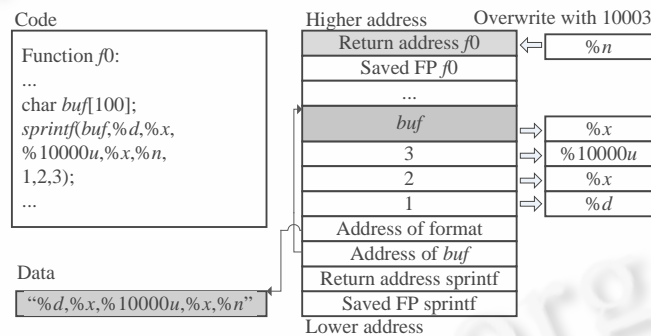 Code
Function f0:
...
char buf[100];
sprintf(buf,%d,%x,
%10000u,%x,%n,
1,2,3);
...
Data
“%d,%x,%10000u,%x,%n”
Higher address
Return address f0
Saved FP f0
...
buf
3
2
1
Address of format
Address of buf
Return address sprintf
Saved FP sprintf
Lower address
Overwrite with 10003
%n
%x
%10000u
%x
%d
org